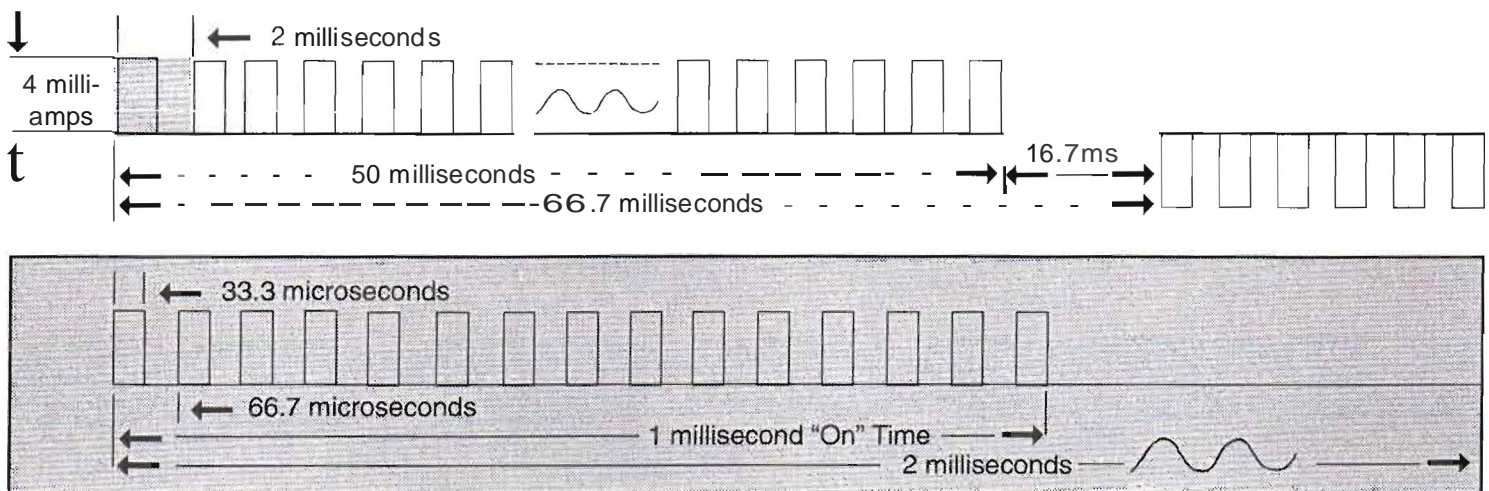 2 milliseconds
4 milli-
amps
t
16.7ms
50 milliseconds
66.7 milliseconds
33.3 microseconds
66.7 microseconds
1 millisecond "On" Time
2 milliseconds